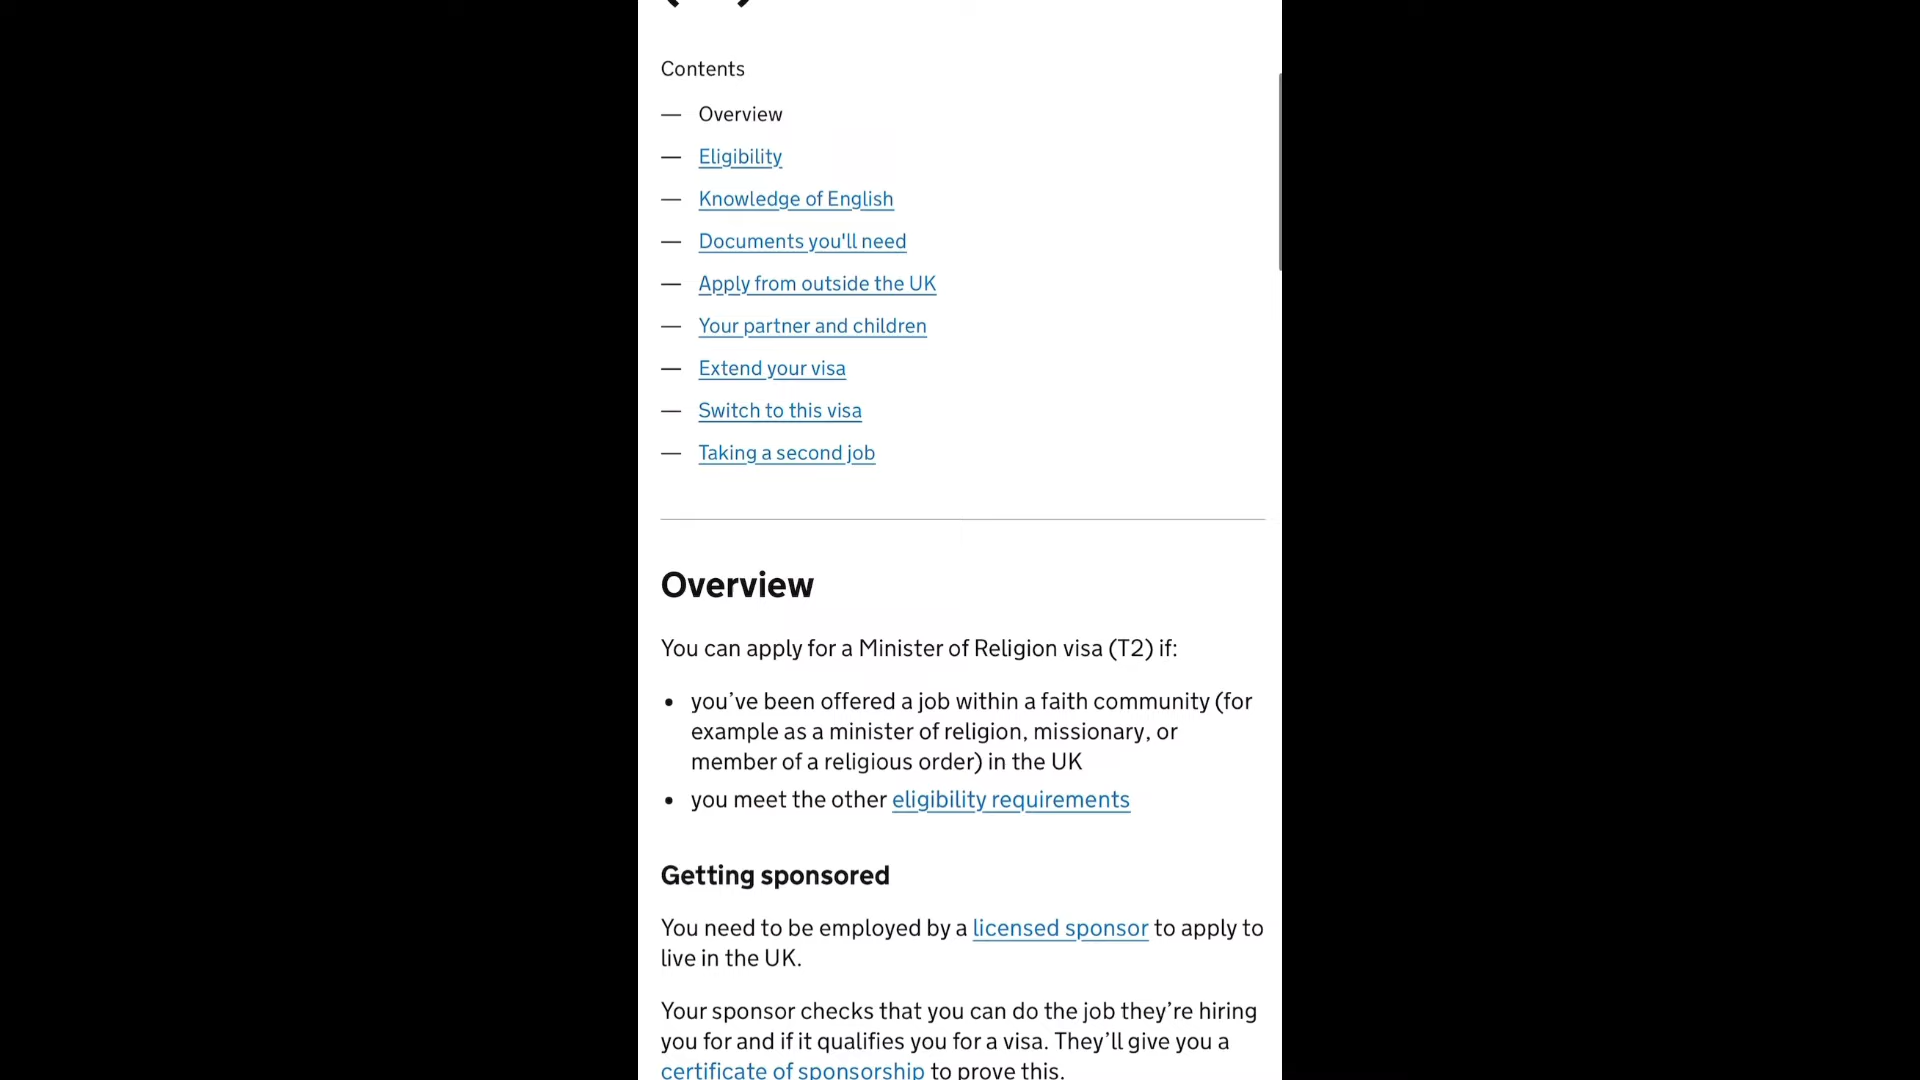 Contents
— Overview
— Eligibility
— Knowledge of English
— Documents you'll need
— Apply from outside the UK
— Your partner and children
— Extend your visa
— Switch to this visa
— Taking a second job
Overview
You can apply for a Minister of Religion visa (T2) if:
• you’ve been offered a job within a faith community (for
example as a minister of religion, missionary, or
member of a religious order) in the UK
• you meet the other eligibility requirements
Getting sponsored
You need to be employed by a licensed sponsor to apply to
live in the UK.
Your sponsor checks that you can do the job they’re hiring
you for and if it qualifies you for a visa. They’ll give you a
certificate of sponsorship to prove this.